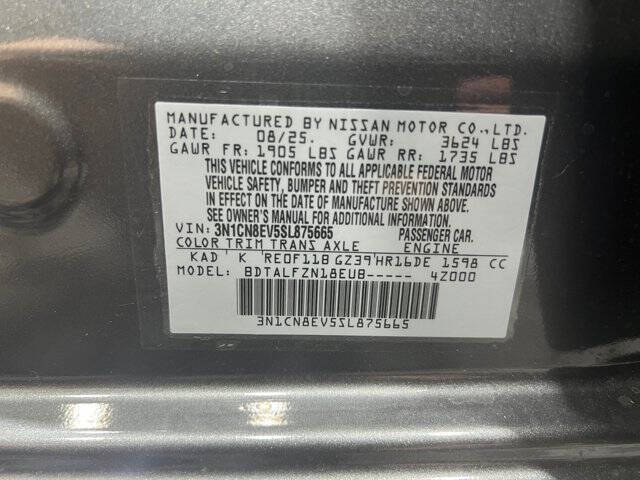 MANUFACTURED BY NISSAN MOTOR CO.,LTD.
DATE: 08/25. GVWR: 3624 LBS
GAWR FR: 1905 LBS GAWR RR: 1735 LBS
THIS VEHICLE CONFORMS TO ALL APPLICABLE FEDERAL MOTOR
VEHICLE SAFETY, BUMPER AND THEFT PREVENTION STANDARDS
IN EFFECT ON THE DATE OF MANUFACTURE SHOWN ABOVE.
SEE OWNER'S MANUAL FOR ADDITIONAL INFORMATION.
VIN: 3N1CN8EV5SL875665 PASSENGER CAR.
COLOR TRIM TRANS AXLE ENGINE
KAD K RE0F11B GZ39 HR16DE 1598 CC
MODEL: BDTALFZN18EUB----- 4Z000
3N1CN8EV5SL875665